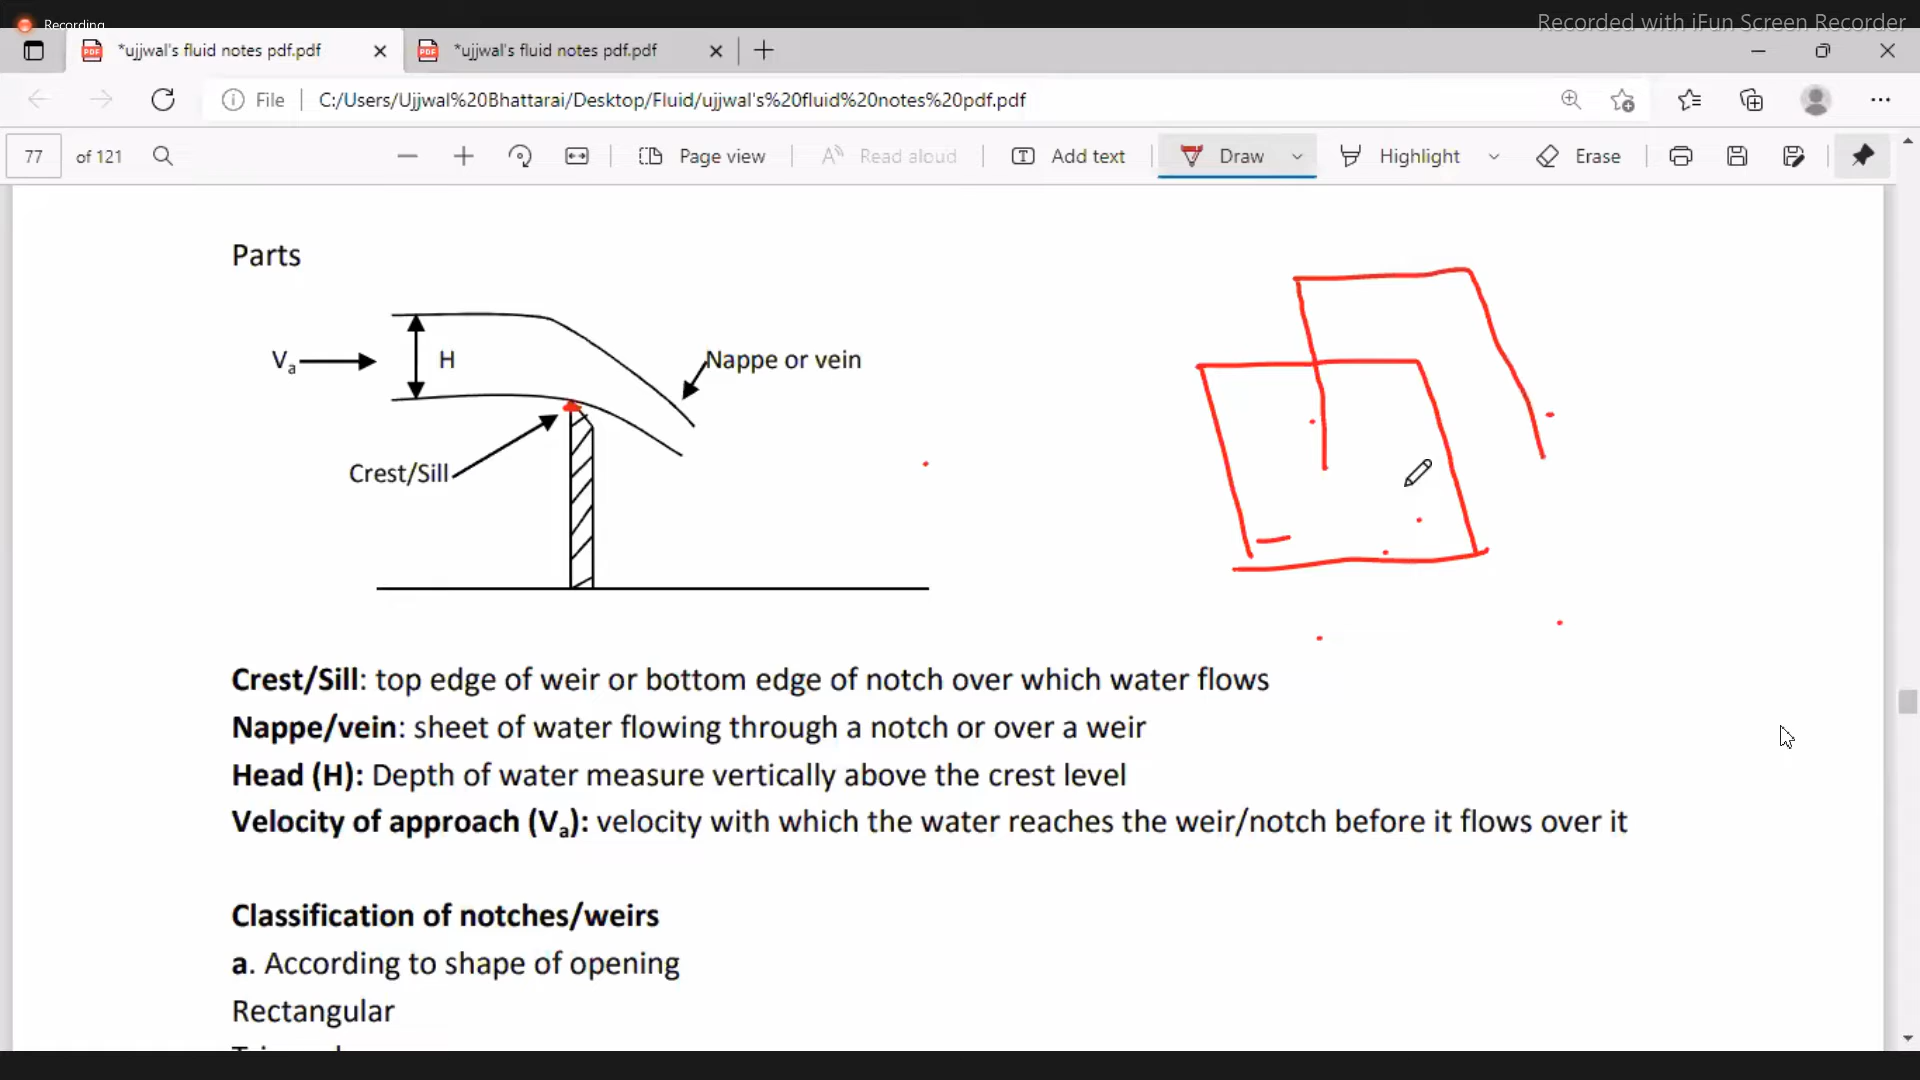 Recording
Recorded with iFun Screen Recorder
*ujjwal's fluid notes pdf.pdf
*ujjwal's fluid notes pdf.pdf
File
C:/Users/Ujjwal%20Bhattarai/Desktop/Fluid/ujjwal's%20fluid%20notes%20pdf.pdf
77 of 121
Page view
Read aloud
Add text
Draw
Highlight
Erase
Parts
Va
H
Nappe or vein
Crest/Sill
Crest/Sill: top edge of weir or bottom edge of notch over which water flows
Nappe/vein: sheet of water flowing through a notch or over a weir
Head (H): Depth of water measure vertically above the crest level
Velocity of approach (Va): velocity with which the water reaches the weir/notch before it flows over it
Classification of notches/weirs
a. According to shape of opening
Rectangular